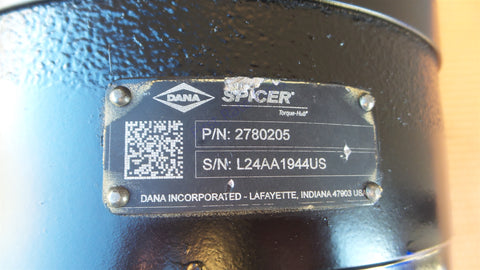 DANA SPICER®
Torque-Hub®
P/N: 2780205
S/N: L24AA1944US
DANA INCORPORATED - LAFAYETTE, INDIANA 47903 USA